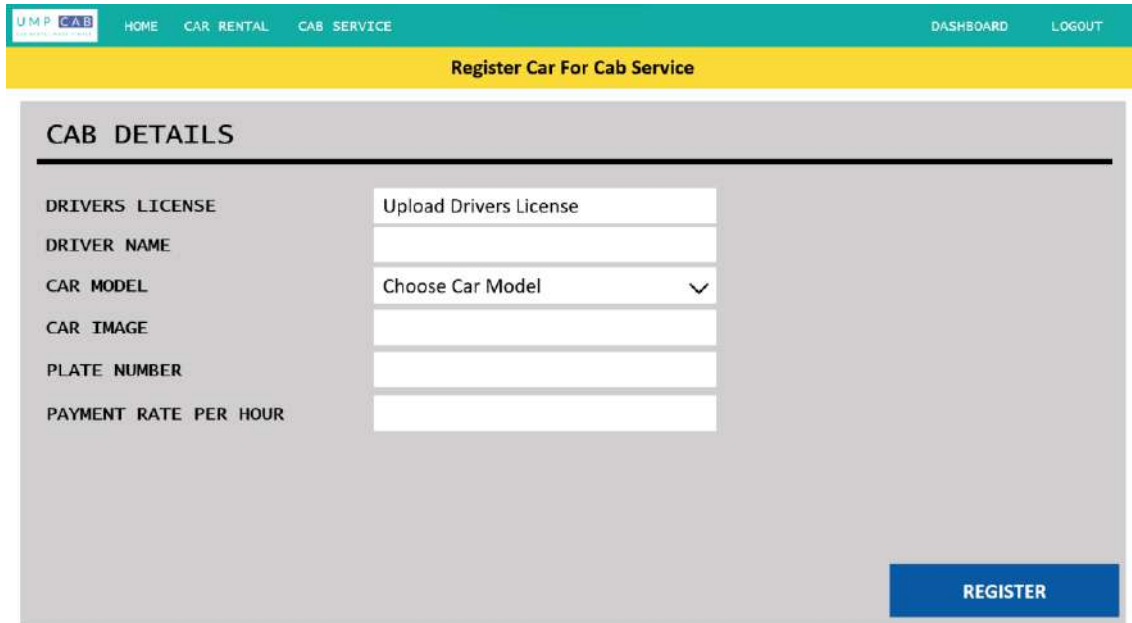 UMP CAB
HOME CAR RENTAL CAB SERVICE DASHBOARD LOGOUT
Register Car For Cab Service
CAB DETAILS
DRIVERS LICENSE Upload Drivers License
DRIVER NAME
CAR MODEL Choose Car Model
CAR IMAGE
PLATE NUMBER
PAYMENT RATE PER HOUR
REGISTER